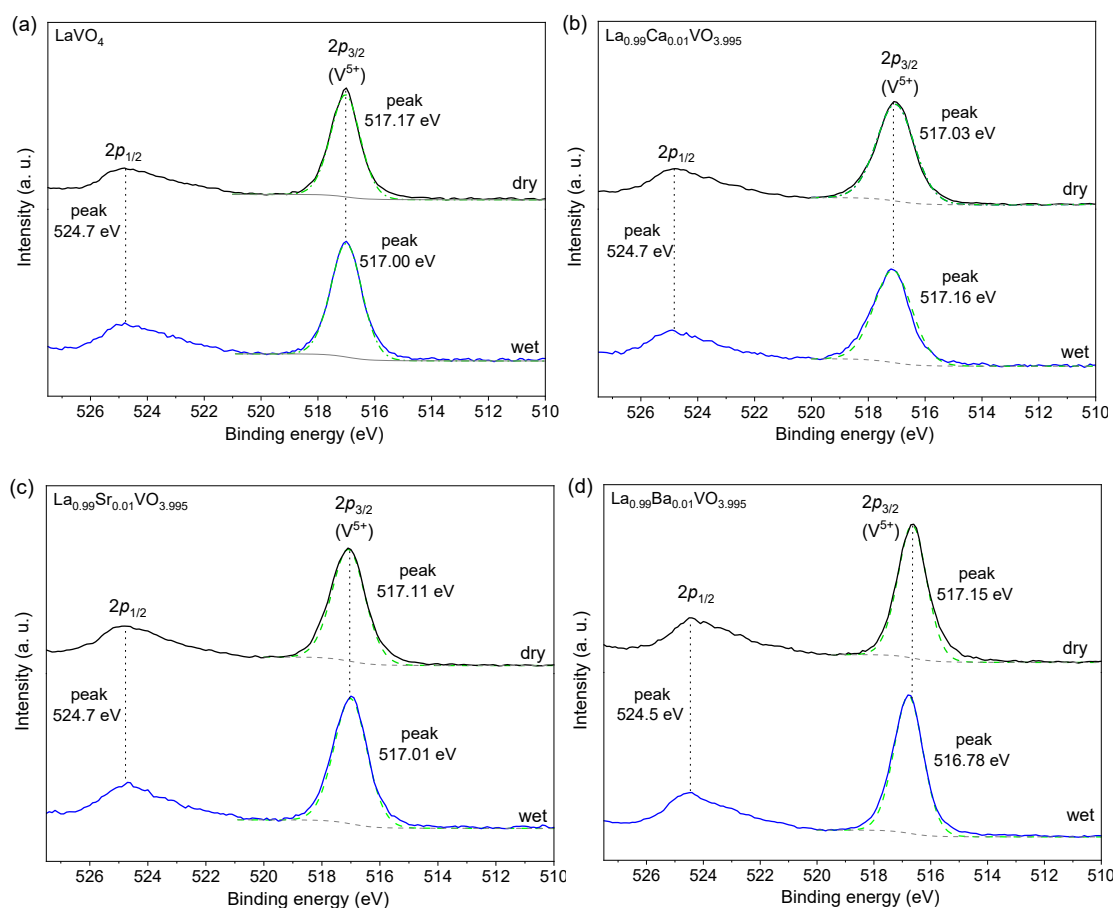 (a)
LaVO₄
2p₃/₂
(V⁵⁺)
peak
517.17 eV
2p₁/₂
dry
peak
524.7 eV
peak
517.00 eV
wet
Intensity (a. u.)
526 524 522 520 518 516 514 512 510
Binding energy (eV)
(b)
La₀.₉₉Ca₀.₀₁VO₃.₉₉₅
2p₃/₂
(V⁵⁺)
peak
517.03 eV
2p₁/₂
dry
peak
524.7 eV
peak
517.16 eV
wet
Intensity (a. u.)
526 524 522 520 518 516 514 512 510
Binding energy (eV)
(c)
La₀.₉₉Sr₀.₀₁VO₃.₉₉₅
2p₃/₂
(V⁵⁺)
peak
517.11 eV
2p₁/₂
dry
peak
524.7 eV
peak
517.01 eV
wet
Intensity (a. u.)
526 524 522 520 518 516 514 512 510
Binding energy (eV)
(d)
La₀.₉₉Ba₀.₀₁VO₃.₉₉₅
2p₃/₂
(V⁵⁺)
peak
517.15 eV
2p₁/₂
dry
peak
524.5 eV
peak
516.78 eV
wet
Intensity (a. u.)
526 524 522 520 518 516 514 512 510
Binding energy (eV)